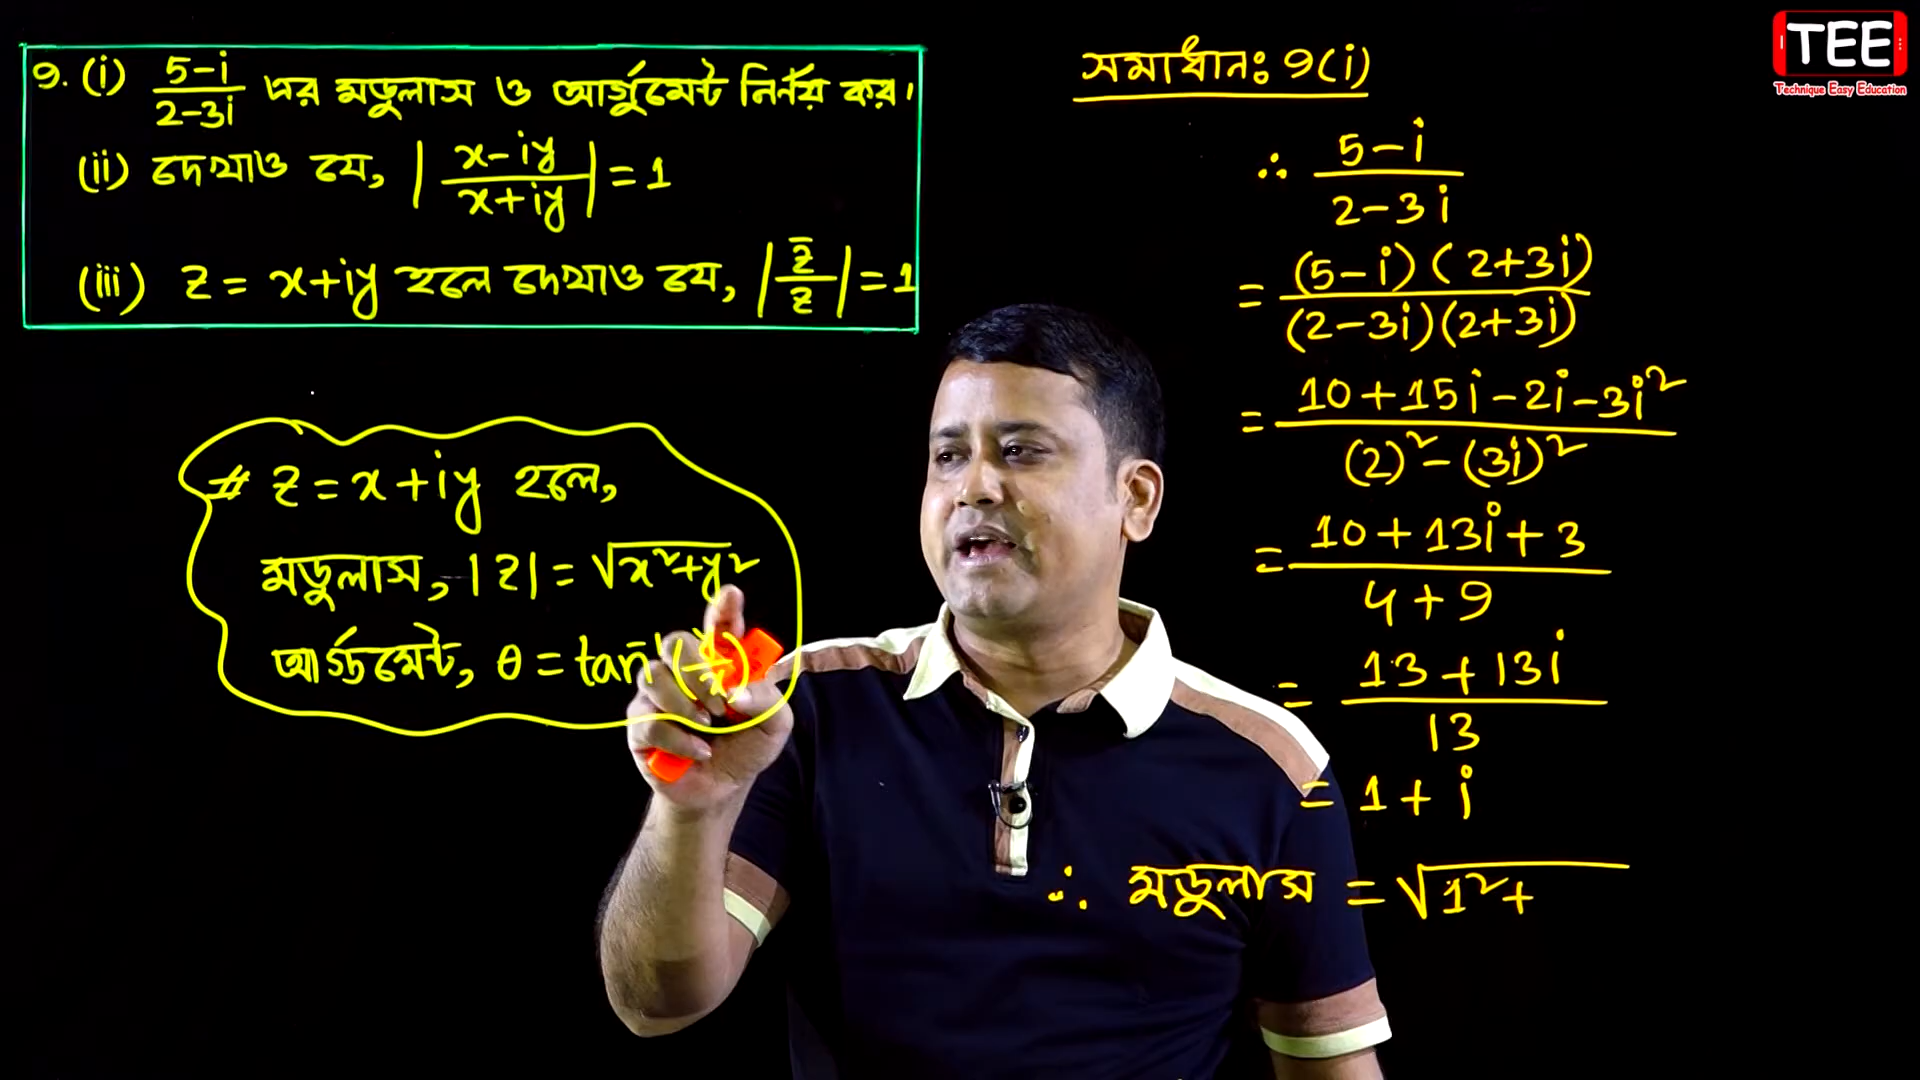 9. (i) 5-i / 2-3i এর মডুলাস ও আর্গুমেন্ট নির্ণয় কর।
(ii) দেখাও যে, |x-iy / x+iy| = 1
(iii) z = x+iy হলে দেখাও যে, |z̄ / z| = 1
# z = x+iy হলে,
মডুলাস, |z| = √x²+y²
আর্গুমেন্ট, θ = tan⁻¹(y/x)
সমাধান: 9(i)
∴ 5-i / 2-3i
= (5-i)(2+3i) / (2-3i)(2+3i)
= 10+15i-2i-3i² / (2)²-(3i)²
= 10+13i+3 / 4+9
= 13+13i / 13
= 1+i
∴ মডুলাস = √1²+
TEE
Technique Easy Education